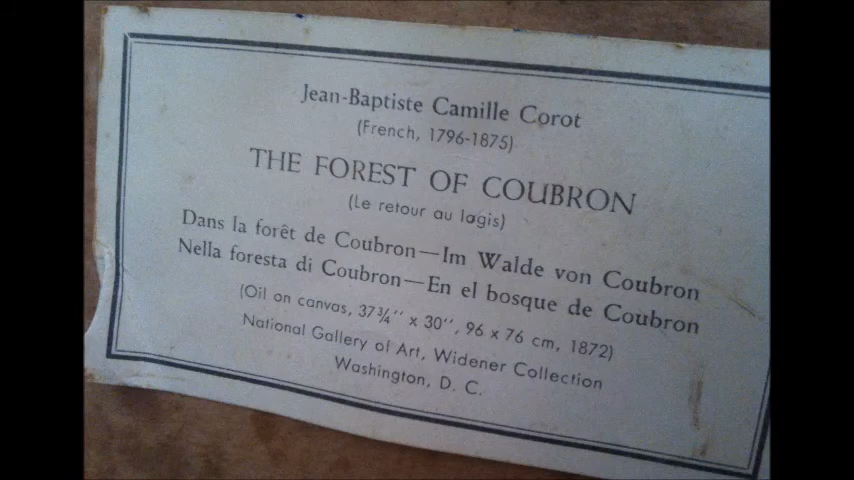 Jean-Baptiste Camille Corot
(French, 1796-1875)
THE FOREST OF COUBRON
(Le retour au logis)
Dans la forêt de Coubron—Im Walde von Coubron
Nella foresta di Coubron—En el bosque de Coubron
(Oil on canvas, 37¾″ x 30″, 96 x 76 cm, 1872)
National Gallery of Art, Widener Collection
Washington, D. C.